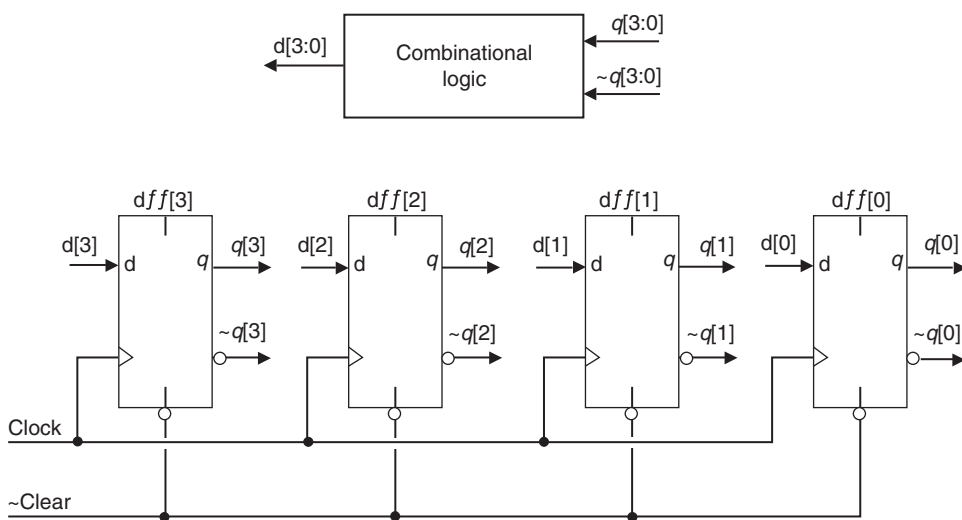 q[3:0]
d[3:0]
Combinational
logic
~q[3:0]
dff[3] dff[2] dff[1] dff[0]
d[3] q[3] d[2] q[2] d[1] q[1] d[0] q[0]
d q d q d q d q
~q[3] ~q[2] ~q[1] ~q[0]
Clock
~Clear